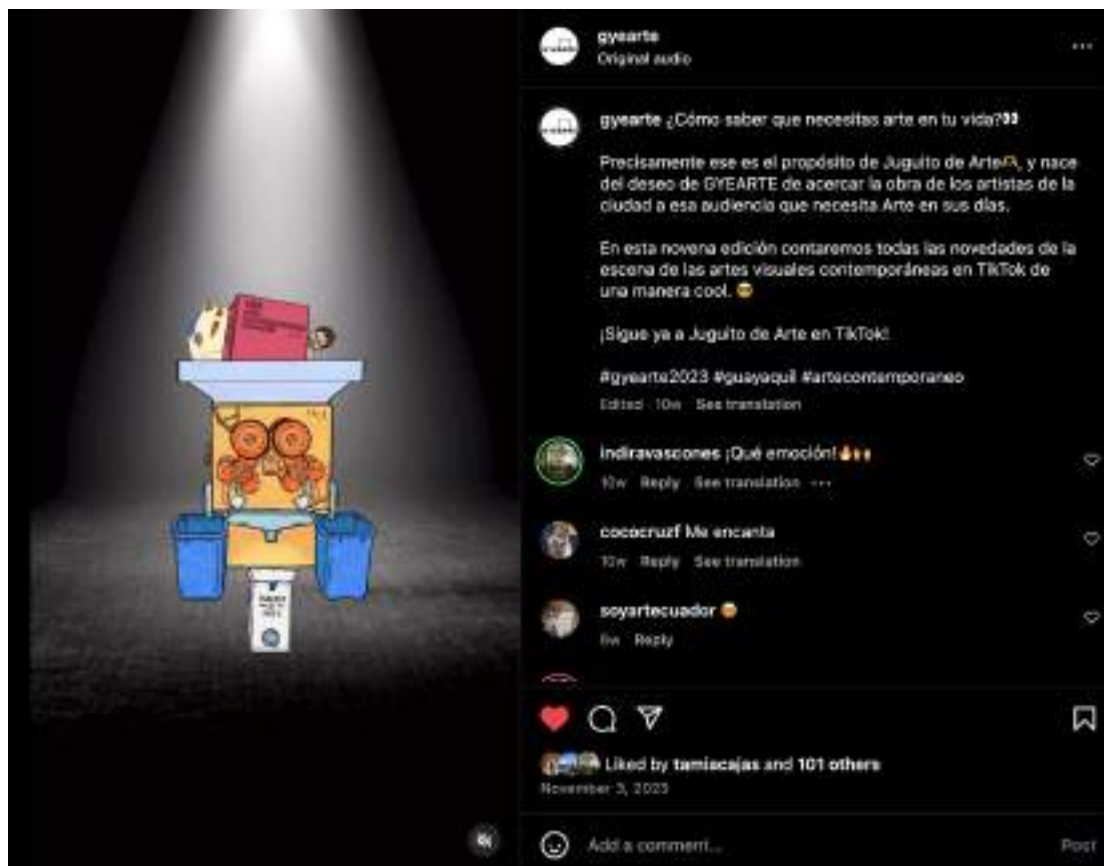 gyearte
Original audio
gyearte ¿Cómo saber que necesitas arte en tu vida?👀
Precisamente ese es el propósito de Juguito de Arte🫶, y nace
del deseo de GYEARTE de acercar la obra de los artistas de la
ciudad a esa audiencia que necesita Arte en sus días.
En esta novena edición contaremos todas las novedades de la
escena de las artes visuales contemporáneas en TikTok de
una manera cool. 😎
¡Sigue ya a Juguito de Arte en TikTok!
#gyearte2023 #guayaquil #artecontemporaneo
Edited · 10w See translation
indiravascones ¡Qué emoción!🔥🙌
10w Reply See translation
cococruzf Me encanta
10w Reply See translation
soyartecuador 😎
Reply
Liked by tamiacajas and 101 others
November 3, 2023
Add a comment...
Post